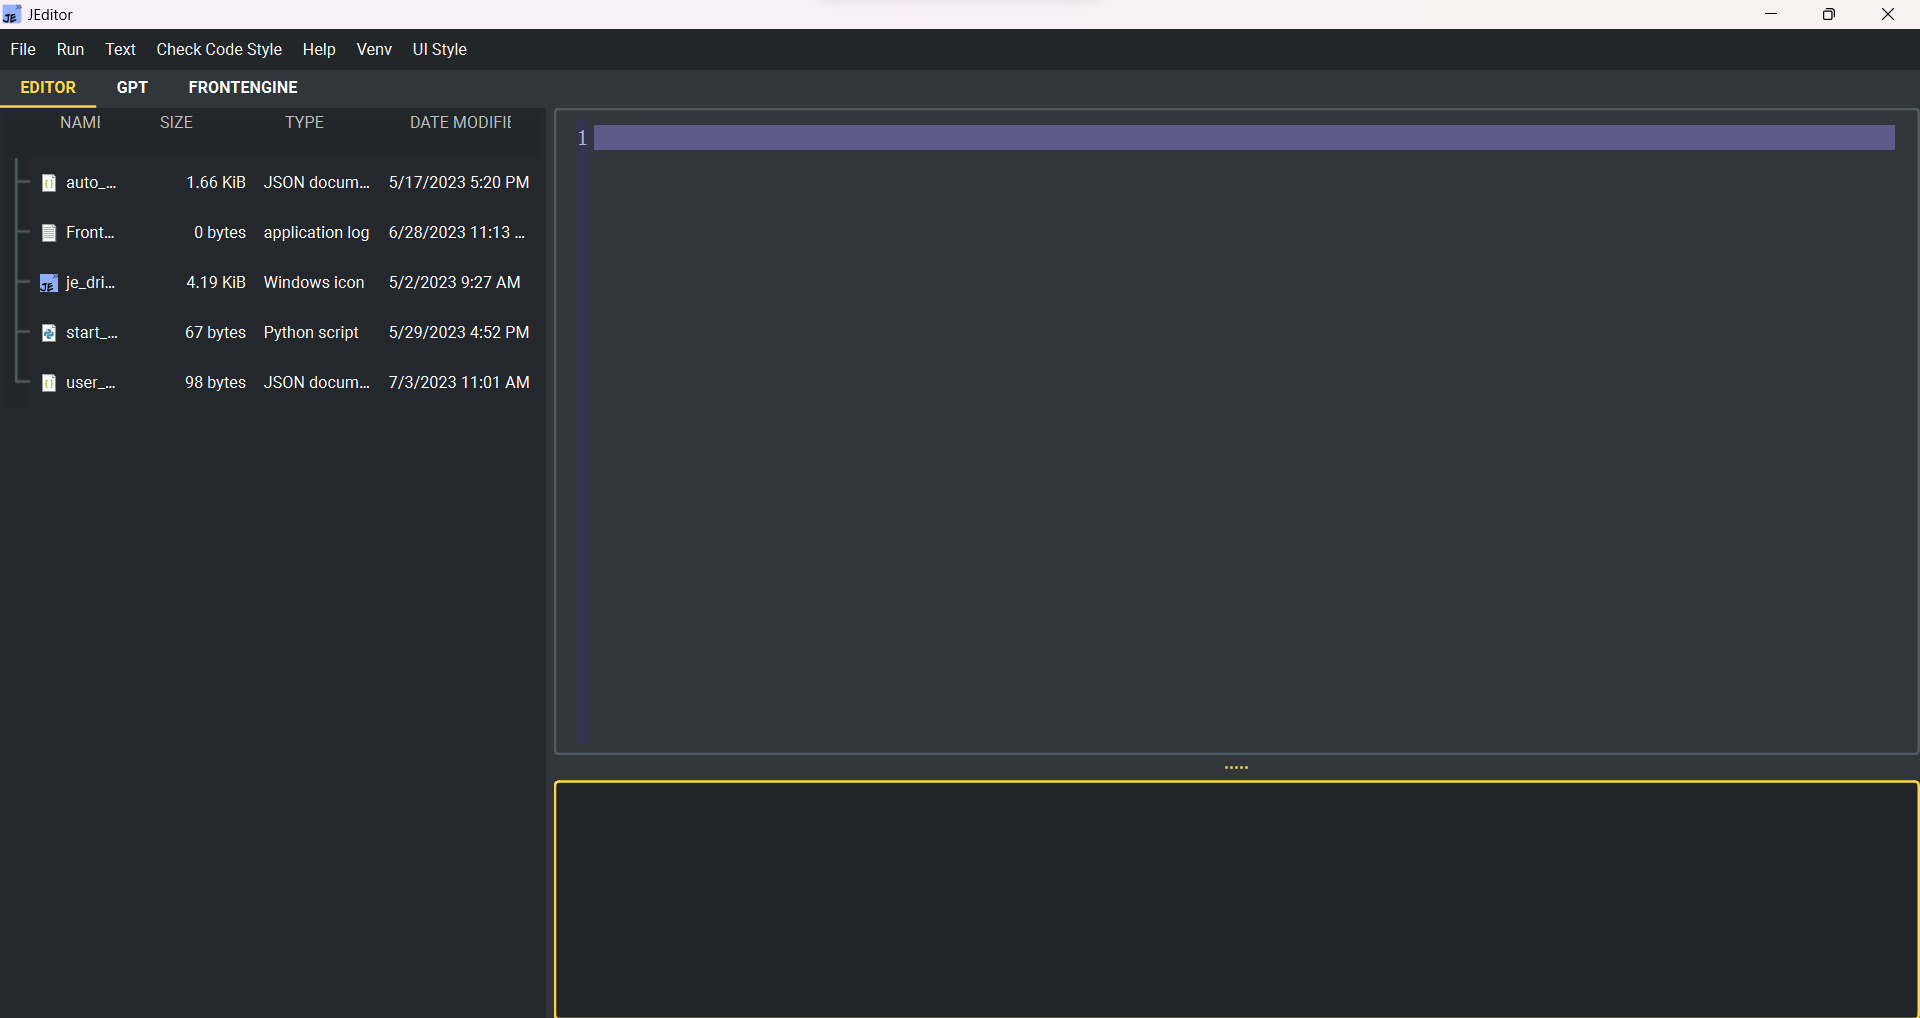 JEditor
File Run Text Check Code Style Help Venv UI Style
EDITOR GPT FRONTENGINE
NAME SIZE TYPE DATE MODIFIE
auto_... 1.66 KiB JSON docum... 5/17/2023 5:20 PM
Front... 0 bytes application log 6/28/2023 11:13 ...
je_dri... 4.19 KiB Windows icon 5/2/2023 9:27 AM
start_... 67 bytes Python script 5/29/2023 4:52 PM
user_... 98 bytes JSON docum... 7/3/2023 11:01 AM
1